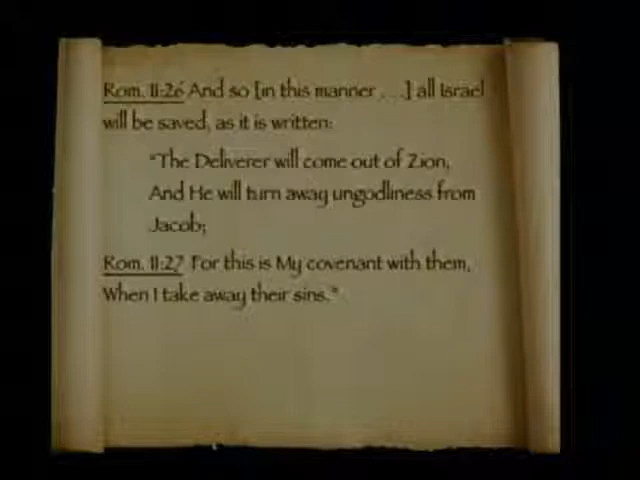 Rom. 11:26 And so [in this manner . . .] all Israel
will be saved, as it is written:
"The Deliverer will come out of Zion,
And He will turn away ungodliness from
Jacob;
Rom. 11:27 For this is My covenant with them,
When I take away their sins."